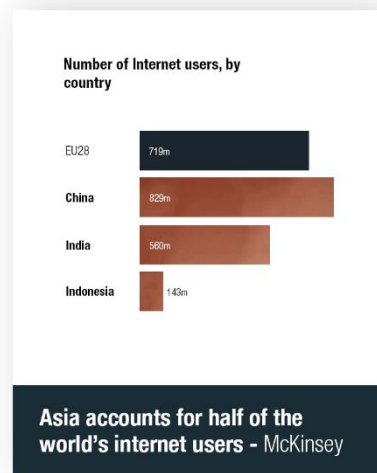 Number of Internet users, by
country
EU28 719m
China 829m
India 560m
Indonesia 143m
Asia accounts for half of the
world's internet users - McKinsey